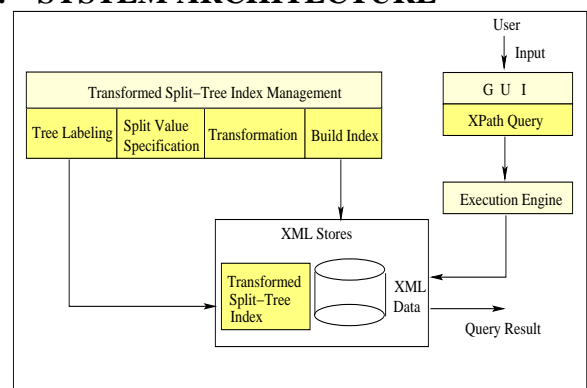 SYSTEM ARCHITECTURE
User
Input
Transformed Split-Tree Index Management
Tree Labeling
Split Value
Specification
Transformation
Build Index
G U I
XPath Query
Execution Engine
XML Stores
Transformed
Split-Tree
Index
XML
Data
Query Result